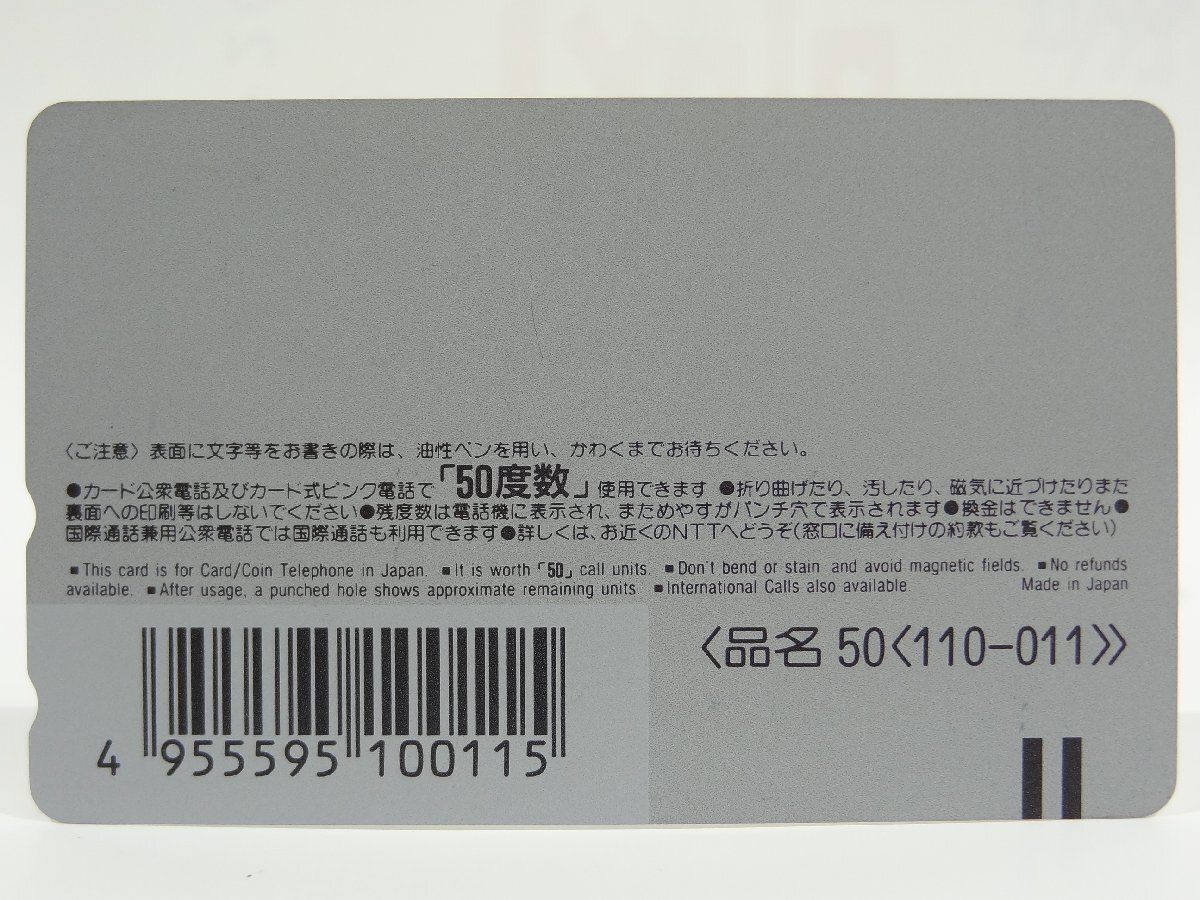 〈ご注意〉表面に文字等をお書きの際は、油性ペンを用い、かわくまでお待ちください。
●カード公衆電話及びカード式ピンク電話で「50度数」使用できます ●折り曲げたり、汚したり、磁気に近づけたりまた
裏面への印刷等はしないでください●残度数は電話機に表示され、まためやすがパンチ穴で表示されます●換金はできません●
国際通話兼用公衆電話では国際通話も利用できます●詳しくは、お近くのNTTへどうぞ(窓口に備え付けの約款もご覧ください)
■This card is for Card/Coin Telephone in Japan. ■It is worth「50」call units. ■Don't bend or stain and avoid magnetic fields. ■No refunds
available. ■After usage, a punched hole shows approximate remaining units ■International Calls also available. Made in Japan
〈品名 50〈110-011〉〉
4 955595 100115